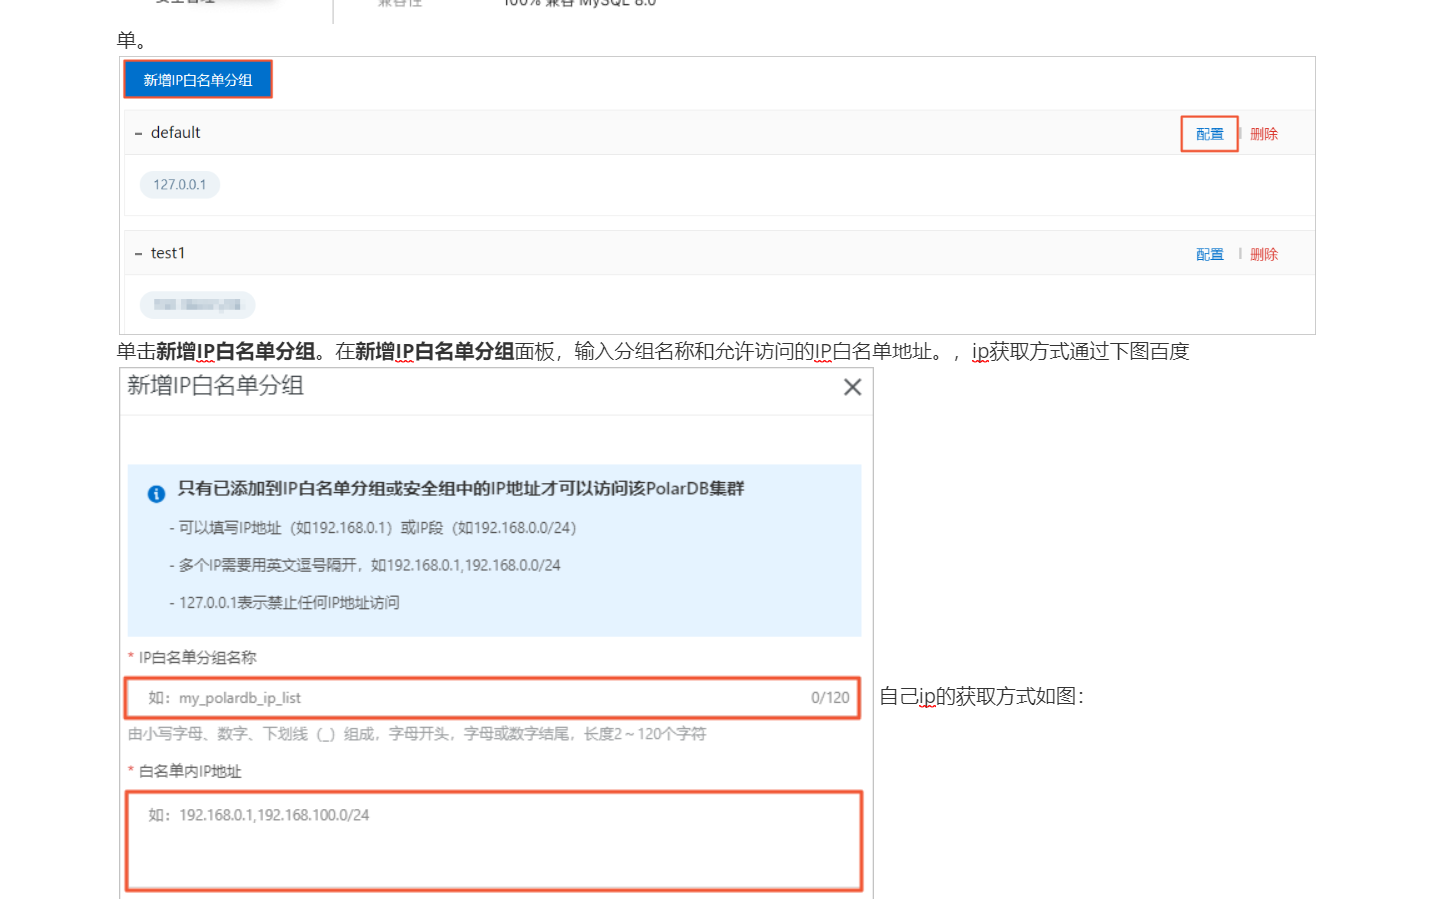 兼容性 100% 兼容 MySQL 8.0
单。
新增IP白名单分组
– default 配置 删除
127.0.0.1
– test1 配置 删除
单击新增IP白名单分组。在新增IP白名单分组面板，输入分组名称和允许访问的IP白名单地址。，ip获取方式通过下图百度
新增IP白名单分组
只有已添加到IP白名单分组或安全组中的IP地址才可以访问该PolarDB集群
- 可以填写IP地址（如192.168.0.1）或IP段（如192.168.0.0/24）
- 多个IP需要用英文逗号隔开，如192.168.0.1,192.168.0.0/24
- 127.0.0.1表示禁止任何IP地址访问
* IP白名单分组名称
如：my_polardb_ip_list 0/120
自己ip的获取方式如图：
由小写字母、数字、下划线（_）组成，字母开头，字母或数字结尾，长度2～120个字符
* 白名单内IP地址
如：192.168.0.1,192.168.100.0/24